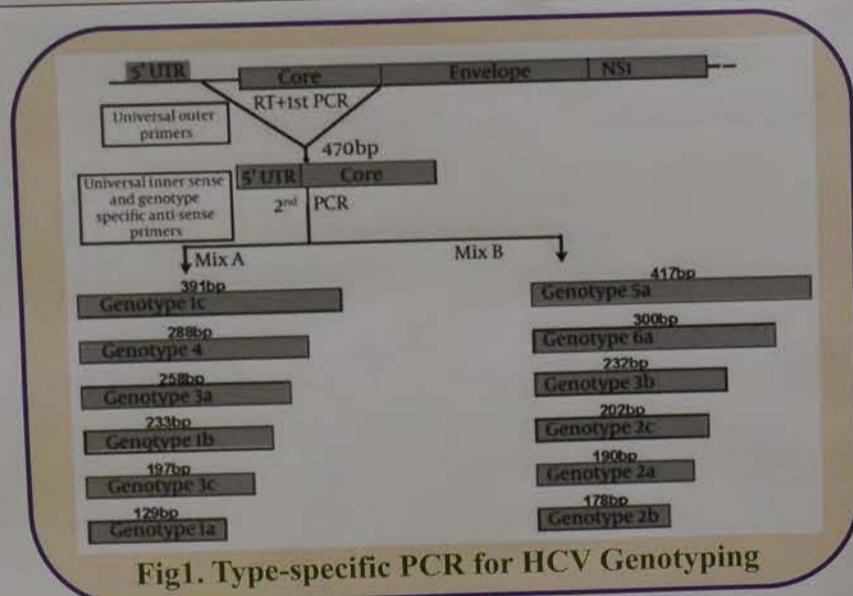 5' UTR
Core
Envelope
NS1
RT+1st PCR
Universal outer
primers
470bp
5' UTR
Core
Universal inner sense
and genotype
specific anti-sense
primers
2nd PCR
Mix A
Mix B
391bp
Genotype 1c
288bp
Genotype 4
258bp
Genotype 3a
233bp
Genotype 1b
197bp
Genotype 3c
129bp
Genotype 1a
417bp
Genotype 5a
300bp
Genotype 6a
232bp
Genotype 3b
202bp
Genotype 2c
190bp
Genotype 2a
178bp
Genotype 2b
Fig1. Type-specific PCR for HCV Genotyping